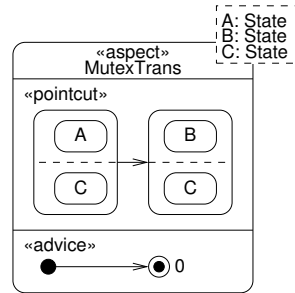 A: State
B: State
C: State
«aspect»
MutexTrans
«pointcut»
A
B
C
C
«advice»
0